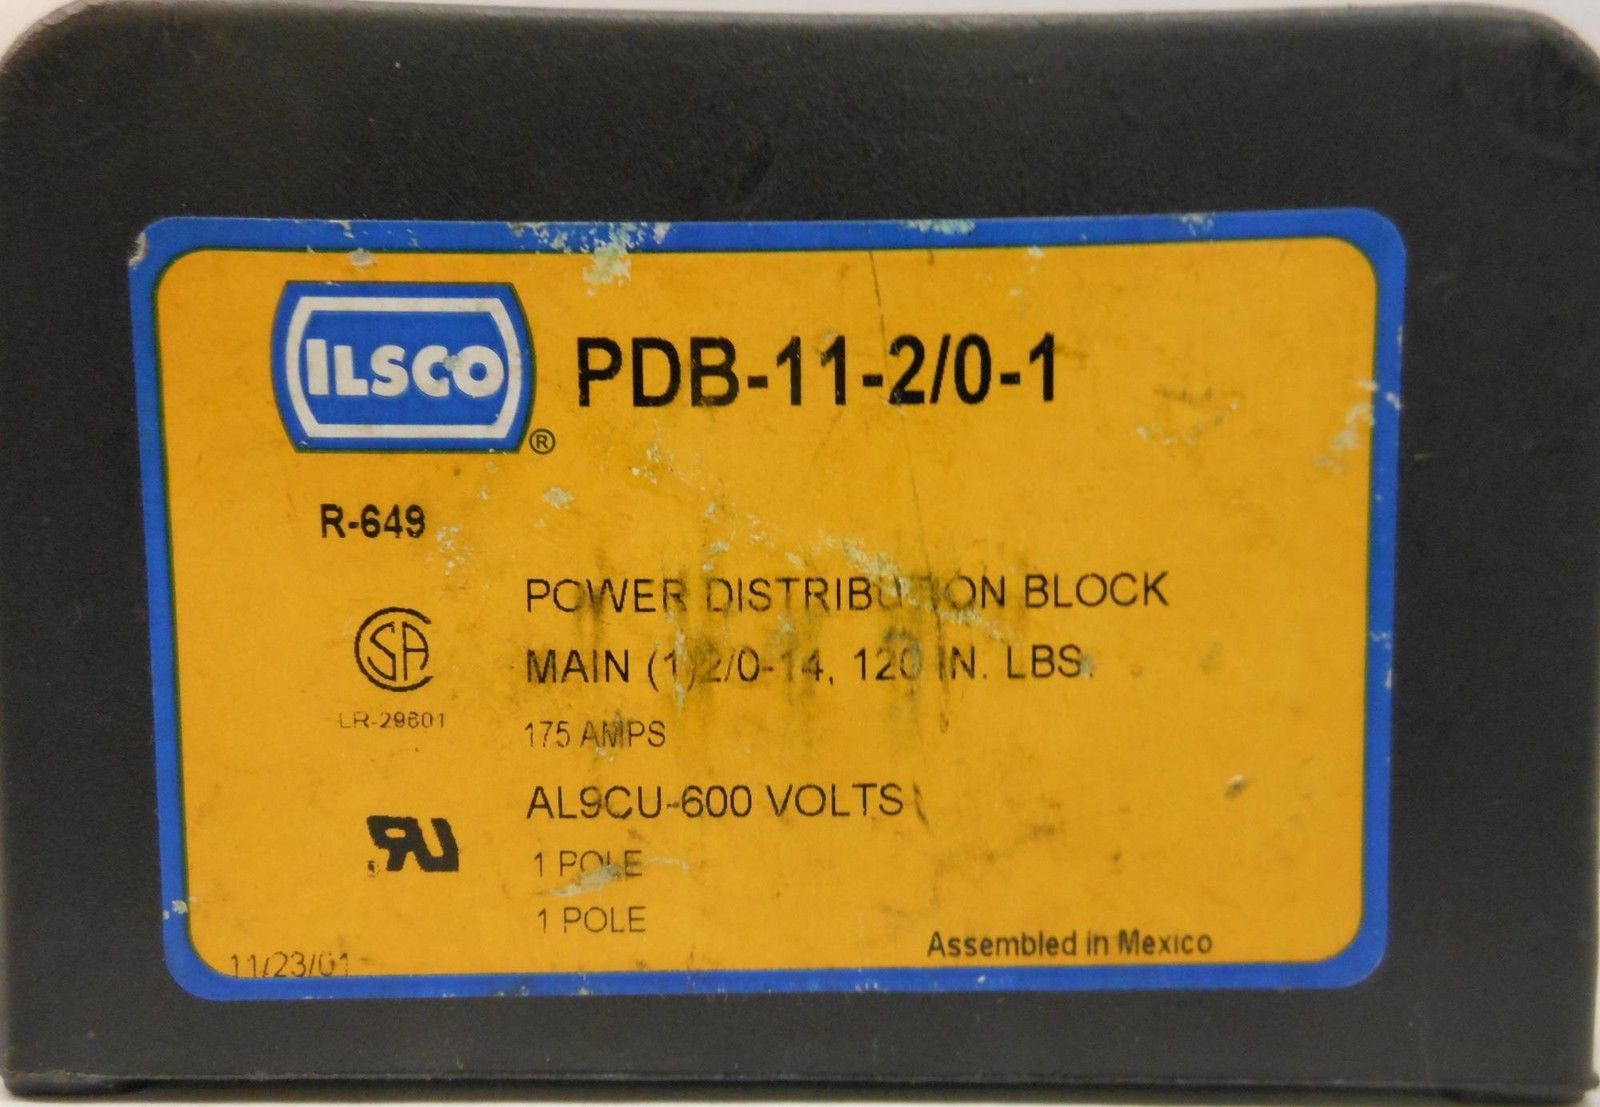 ILSCO ®
PDB-11-2/0-1
R-649
POWER DISTRIBUTION BLOCK
MAIN (1)2/0-14, 120 IN. LBS.
LR-29601
175 AMPS
AL9CU-600 VOLTS
1 POLE
1 POLE
Assembled in Mexico
11/23/01